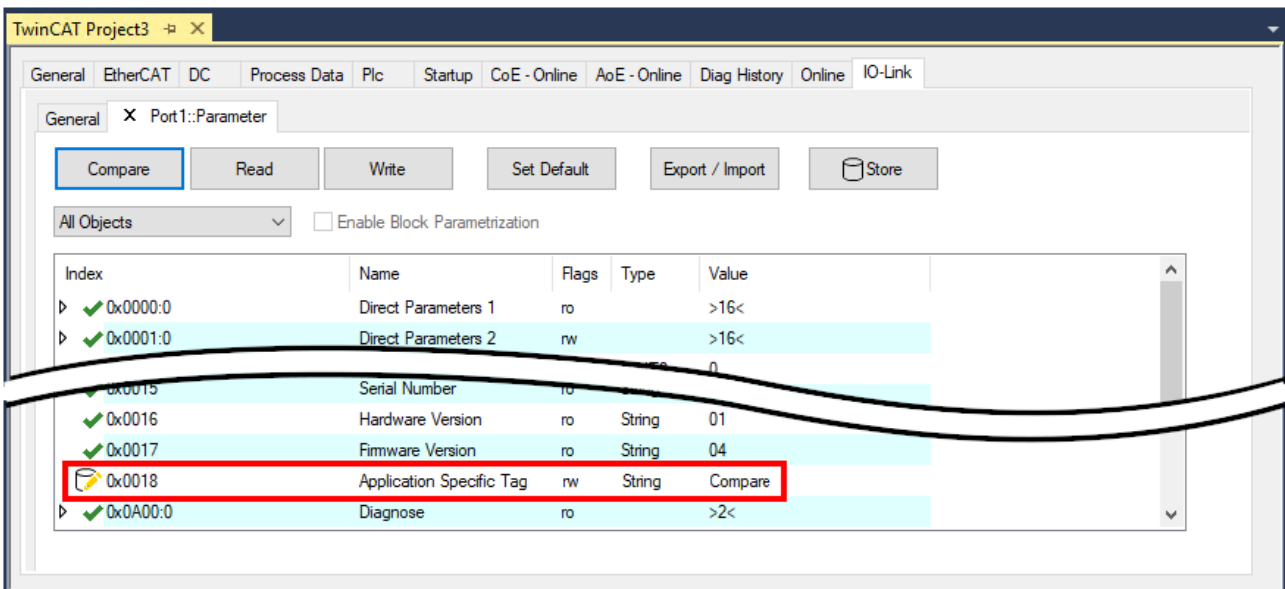 TwinCAT Project3
General EtherCAT DC Process Data Plc Startup CoE - Online AoE - Online Diag History Online IO-Link
General X Port1::Parameter
Compare Read Write Set Default Export / Import Store
All Objects Enable Block Parametrization
Index Name Flags Type Value
0x0000:0 Direct Parameters 1 ro >16<
0x0001:0 Direct Parameters 2 rw >16<
0x0015 Serial Number ro
0x0016 Hardware Version ro String 01
0x0017 Firmware Version ro String 04
0x0018 Application Specific Tag rw String Compare
0x0A00:0 Diagnose ro >2<